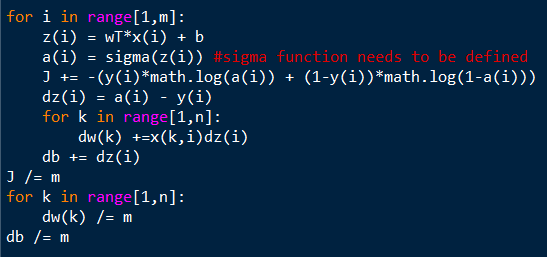 for i in range[1,m]:
    z(i) = wT*x(i) + b
    a(i) = sigma(z(i)) #sigma function needs to be defined
    J += -(y(i)*math.log(a(i)) + (1-y(i))*math.log(1-a(i)))
    dz(i) = a(i) - y(i)
    for k in range[1,n]:
        dw(k) +=x(k,i)dz(i)
    db += dz(i)
J /= m
for k in range[1,n]:
    dw(k) /= m
db /= m